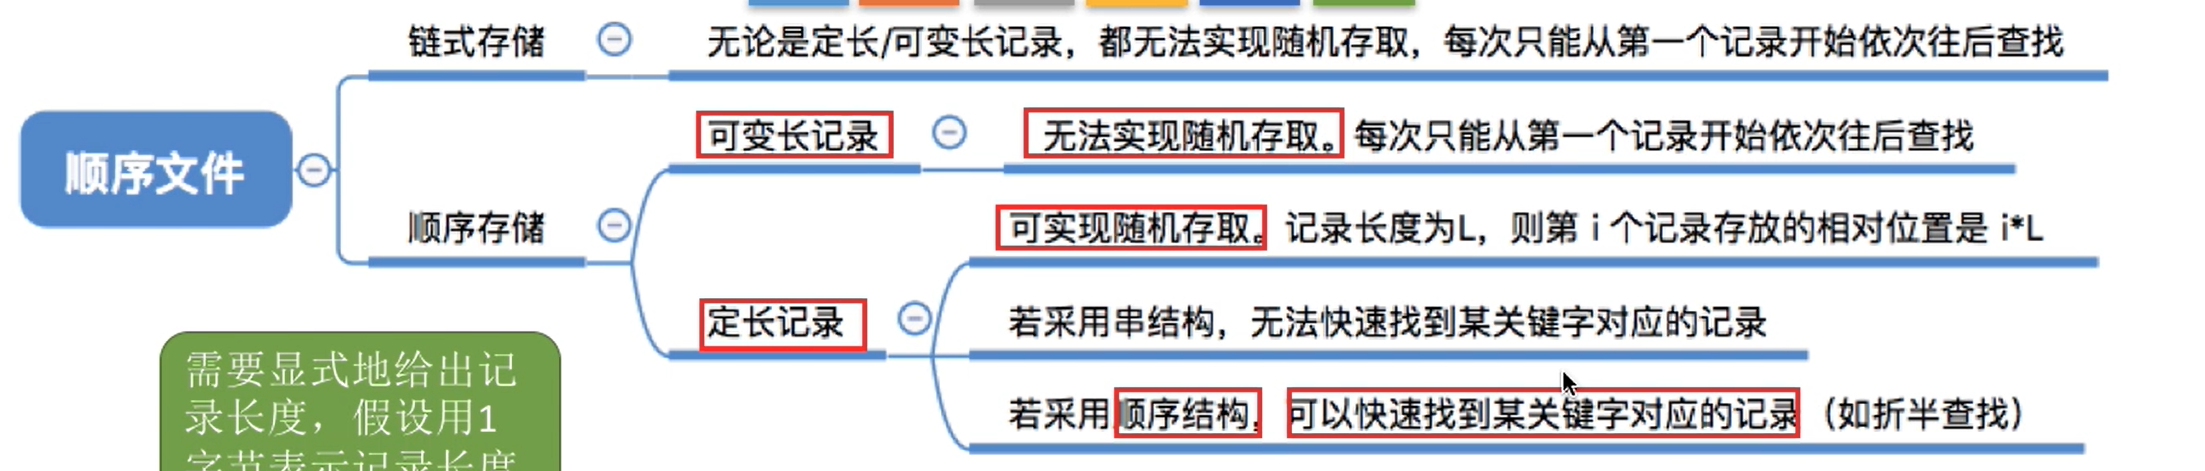 链式存储
无论是定长/可变长记录，都无法实现随机存取，每次只能从第一个记录开始依次往后查找
顺序文件
可变长记录
无法实现随机存取。每次只能从第一个记录开始依次往后查找
顺序存储
可实现随机存取。记录长度为L，则第 i 个记录存放的相对位置是 i*L
定长记录
若采用串结构，无法快速找到某关键字对应的记录
若采用顺序结构，可以快速找到某关键字对应的记录（如折半查找）
需要显式地给出记
录长度，假设用1
字节表示记录长度